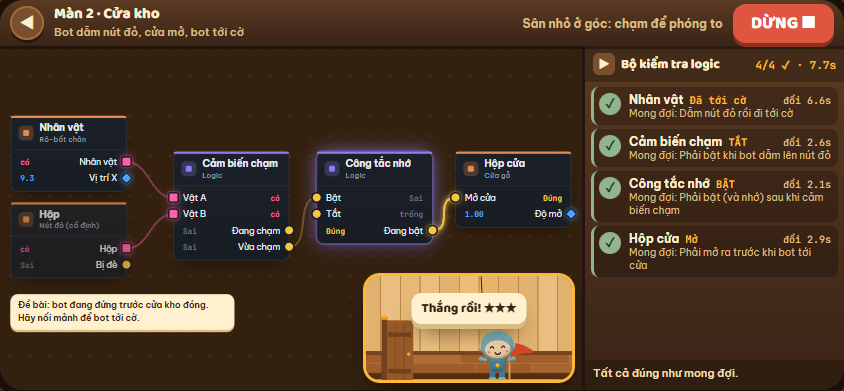 Màn 2 · Cửa kho
Bot dẫm nút đỏ, cửa mở, bot tới cờ
Sân nhỏ ở góc: chạm để phóng to
DỪNG
Nhân vật
Rô-bốt chân
có
Nhân vật
9.3
Vị trí X
Hộp
Nút đỏ (cố định)
có
Hộp
Sai
Bị đè
Cảm biến chạm
Logic
Vật A
có
Vật B
có
Sai
Đang chạm
Sai
Vừa chạm
Công tắc nhớ
Logic
Bật
Sai
Tắt
trống
Đúng
Đang bật
Hộp cửa
Cửa gỗ
Mở cửa
Đúng
1.00
Độ mở
Đề bài: bot đang đứng trước cửa kho đóng.
Hãy nối mảnh để bot tới cờ.
Thắng rồi! ★★★
Bộ kiểm tra logic
4/4 ✓ · 7.7s
Nhân vật Đã tới cờ
đổi 6.6s
Mong đợi: Dẫm nút đỏ rồi đi tới cờ
Cảm biến chạm TẮT
đổi 2.6s
Mong đợi: Phải bật khi bot dẫm lên nút đỏ
Công tắc nhớ BẬT
đổi 2.1s
Mong đợi: Phải bật (và nhớ) sau khi cảm
biến chạm
Hộp cửa Mở
đổi 2.9s
Mong đợi: Phải mở ra trước khi bot tới
cửa
Tất cả đúng như mong đợi.